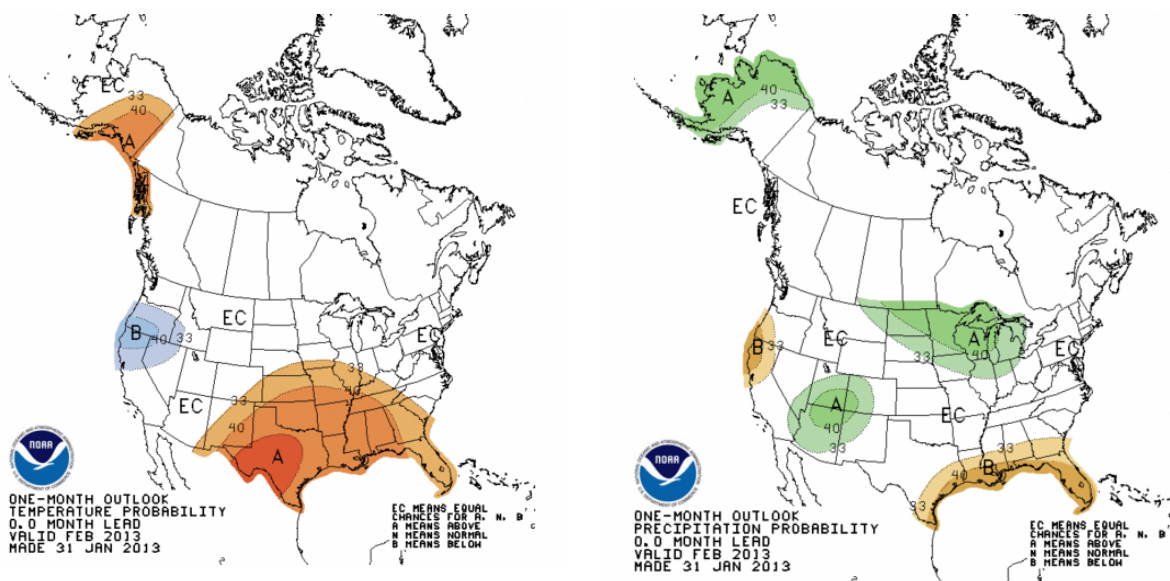 EC
33
40
A
EC
B
40
33
EC
33
40
EC
33
40
A
NOAA
ONE-MONTH OUTLOOK
TEMPERATURE PROBABILITY
0.0 MONTH LEAD
VALID FEB 2013
MADE 31 JAN 2013
EC MEANS EQUAL
CHANCES FOR A, N, B
A MEANS ABOVE
N MEANS NORMAL
B MEANS BELOW
A
40
33
EC
B
33
EC
33
A
40
EC
A
40
33
EC
33
40
B
33
NOAA
ONE-MONTH OUTLOOK
PRECIPITATION PROBABILITY
0.0 MONTH LEAD
VALID FEB 2013
MADE 31 JAN 2013
EC MEANS EQUAL
CHANCES FOR A, N, B
A MEANS ABOVE
N MEANS NORMAL
B MEANS BELOW